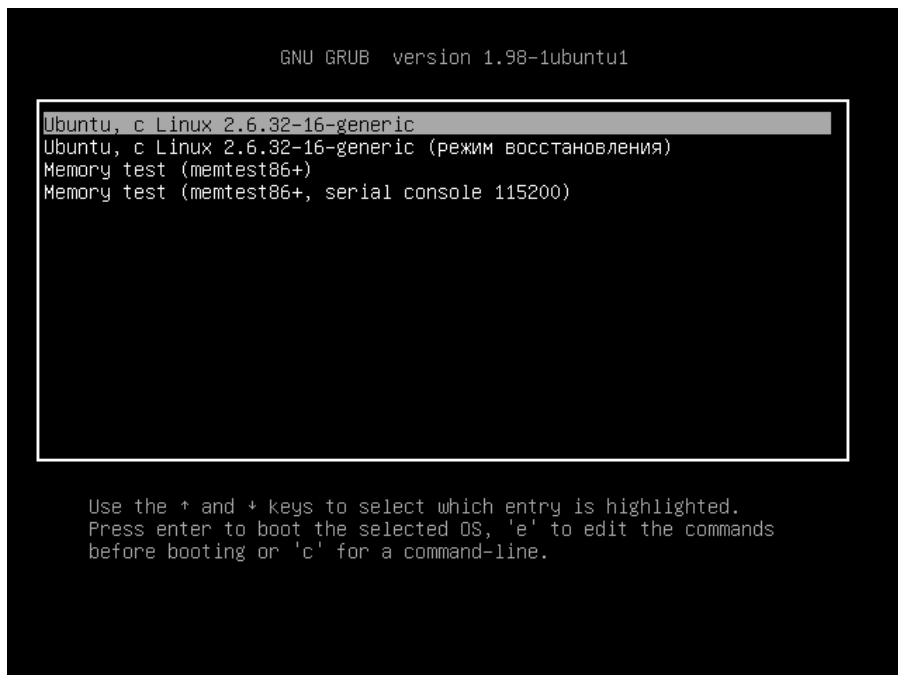 GNU GRUB  version 1.98-1ubuntu1
Ubuntu, с Linux 2.6.32-16-generic
Ubuntu, с Linux 2.6.32-16-generic (режим восстановления)
Memory test (memtest86+)
Memory test (memtest86+, serial console 115200)
Use the ↑ and ↓ keys to select which entry is highlighted.
Press enter to boot the selected OS, 'e' to edit the commands
before booting or 'c' for a command-line.